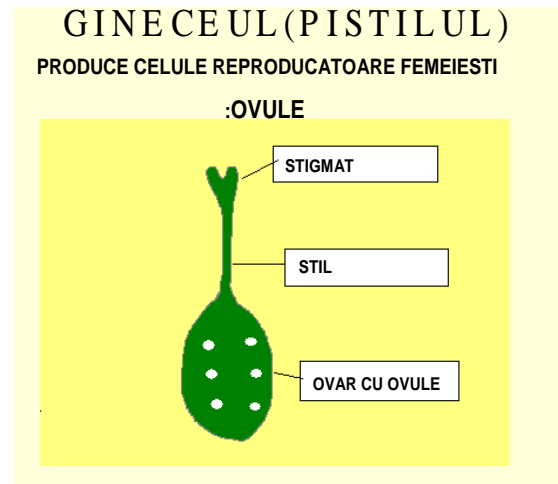 GINECEUL(PISTILUL)
PRODUCE CELULE REPRODUCATOARE FEMEIESTI
:OVULE
STIGMAT
STIL
OVAR CU OVULE